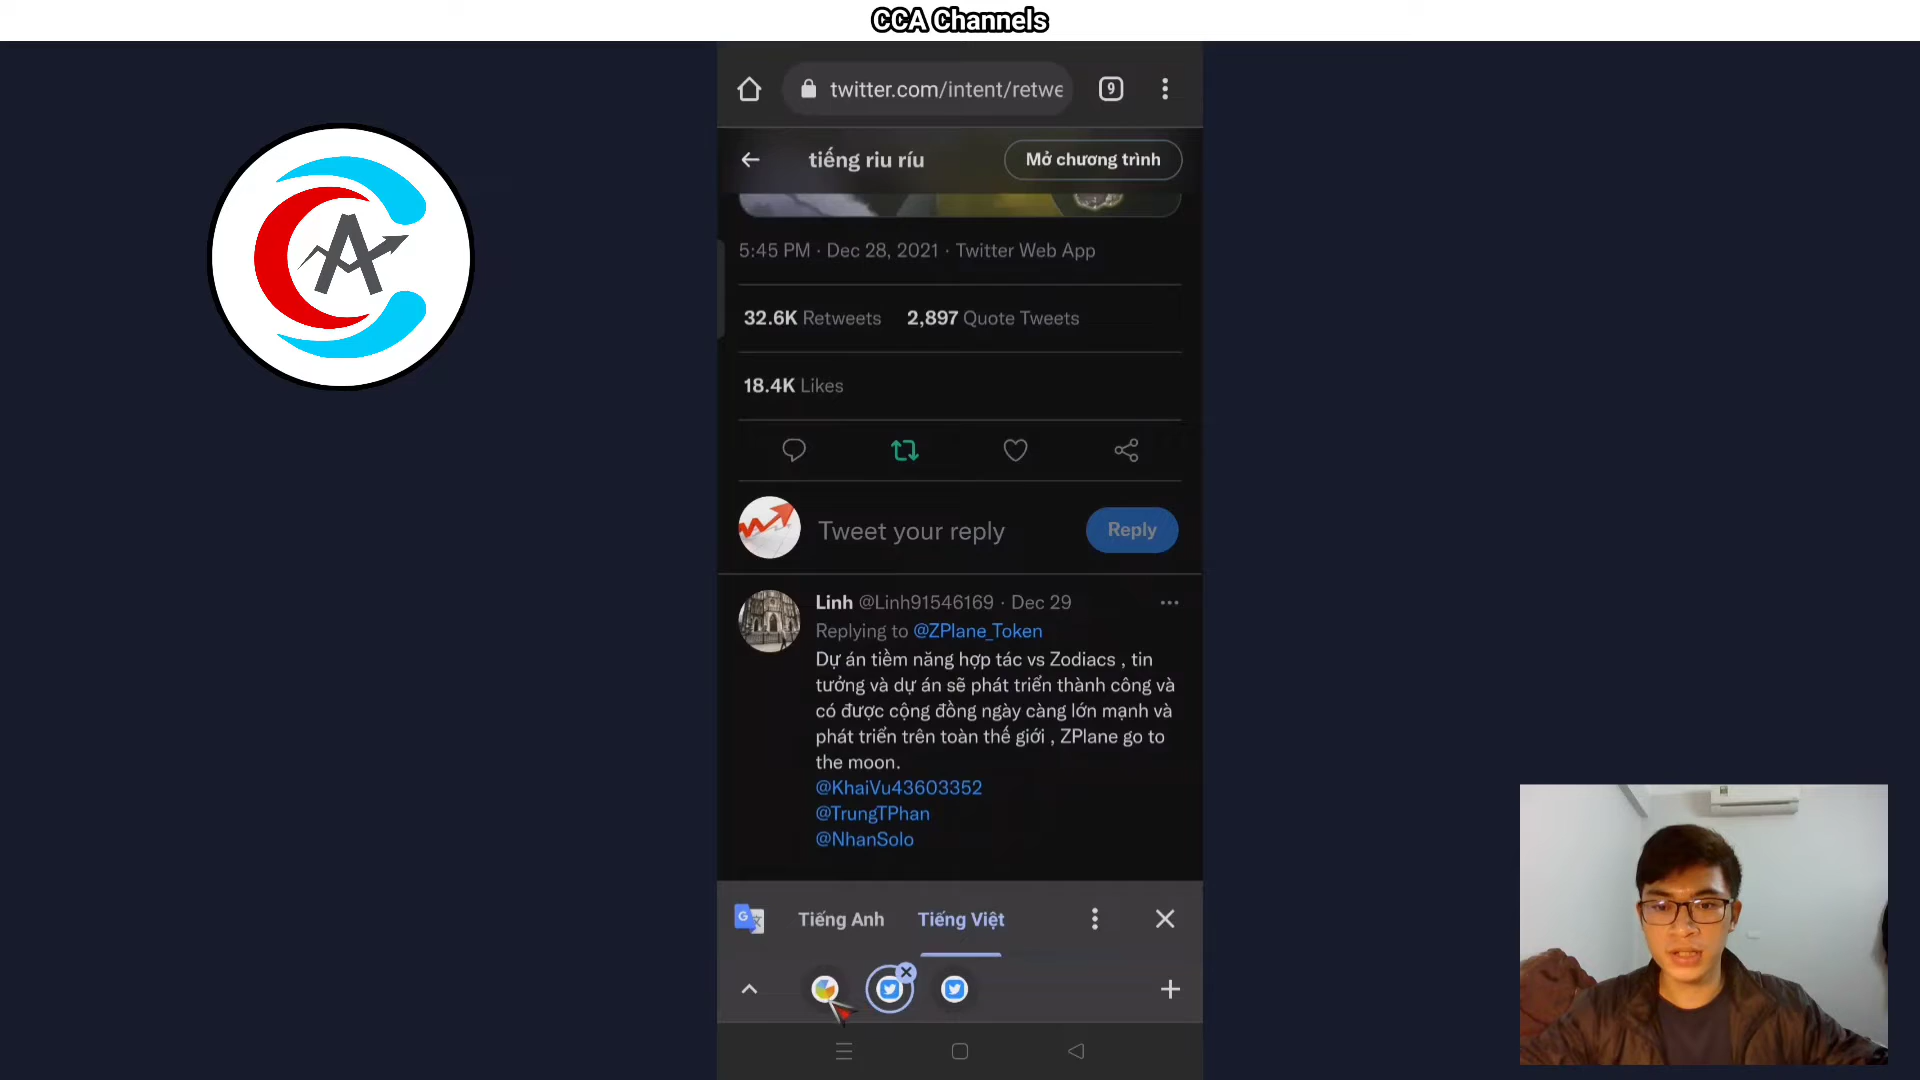 CCA Channels
twitter.com/intent/retwe
9
tiếng riu ríu
Mở chương trình
5:45 PM · Dec 28, 2021 · Twitter Web App
32.6K Retweets 2,897 Quote Tweets
18.4K Likes
Tweet your reply
Reply
Linh @Linh91546169 · Dec 29
Replying to @ZPlane_Token
Dự án tiềm năng hợp tác vs Zodiacs , tin
tưởng và dự án sẽ phát triển thành công và
có được cộng đồng ngày càng lớn mạnh và
phát triển trên toàn thế giới , ZPlane go to
the moon.
@KhaiVu43603352
@TrungTPhan
@NhanSolo
Tiếng Anh Tiếng Việt